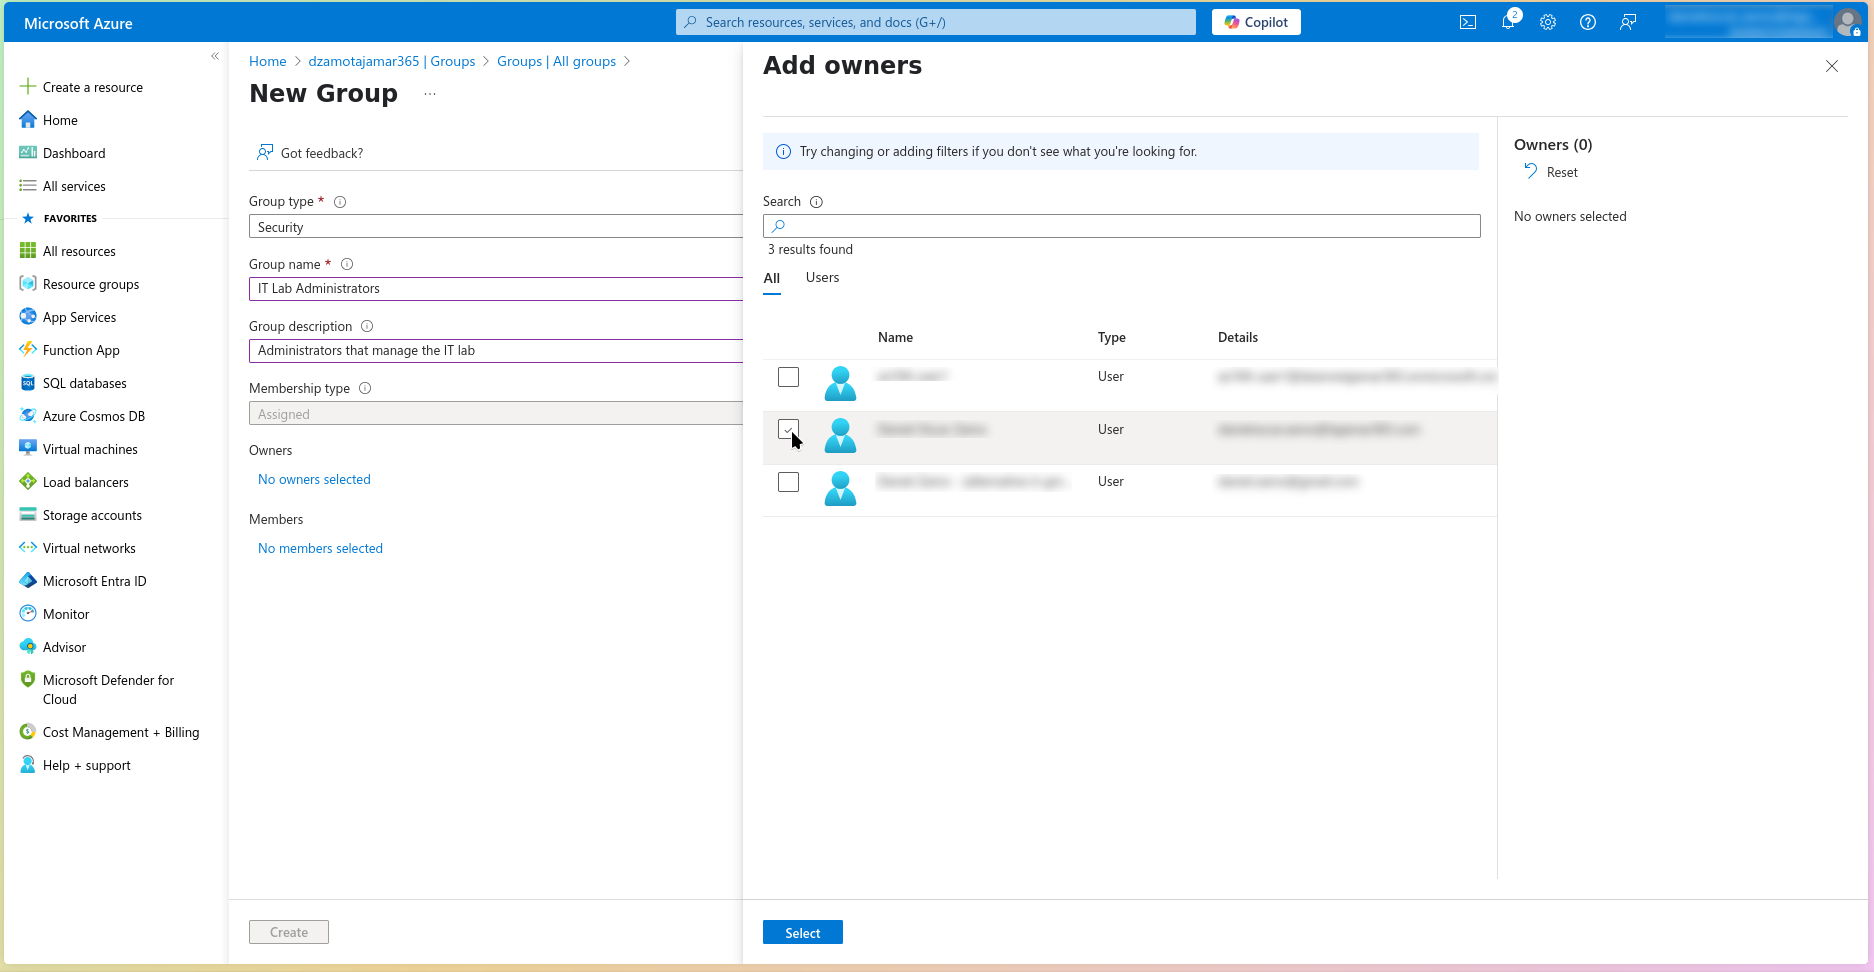 Microsoft Azure
Search resources, services, and docs (G+/)
Copilot
2
«
Create a resource
Home
Dashboard
All services
FAVORITES
All resources
Resource groups
App Services
Function App
SQL databases
Azure Cosmos DB
Virtual machines
Load balancers
Storage accounts
Virtual networks
Microsoft Entra ID
Monitor
Advisor
Microsoft Defender for
Cloud
Cost Management + Billing
Help + support
Home > dzamotajamar365 | Groups > Groups | All groups >
New Group ...
Got feedback?
Group type *
Security
Group name *
IT Lab Administrators
Group description
Administrators that manage the IT lab
Membership type
Assigned
Owners
No owners selected
Members
No members selected
Create
Add owners
Try changing or adding filters if you don't see what you're looking for.
Search
3 results found
All Users
Name Type Details
User
User
User
Select
Owners (0)
Reset
No owners selected